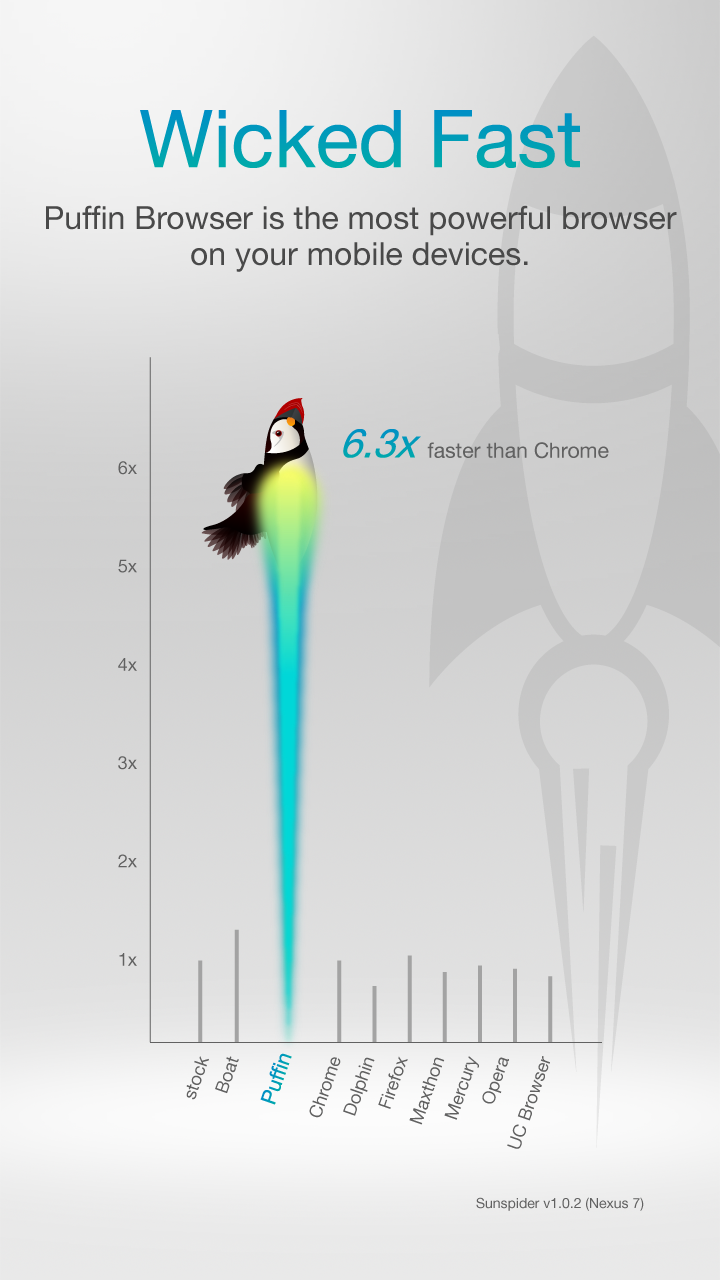 Wicked Fast
Puffin Browser is the most powerful browser
on your mobile devices.
6.3x faster than Chrome
6x
5x
4x
3x
2x
1x
stock
Boat
Puffin
Chrome
Dolphin
Firefox
Maxthon
Mercury
Opera
UC Browser
Sunspider v1.0.2 (Nexus 7)